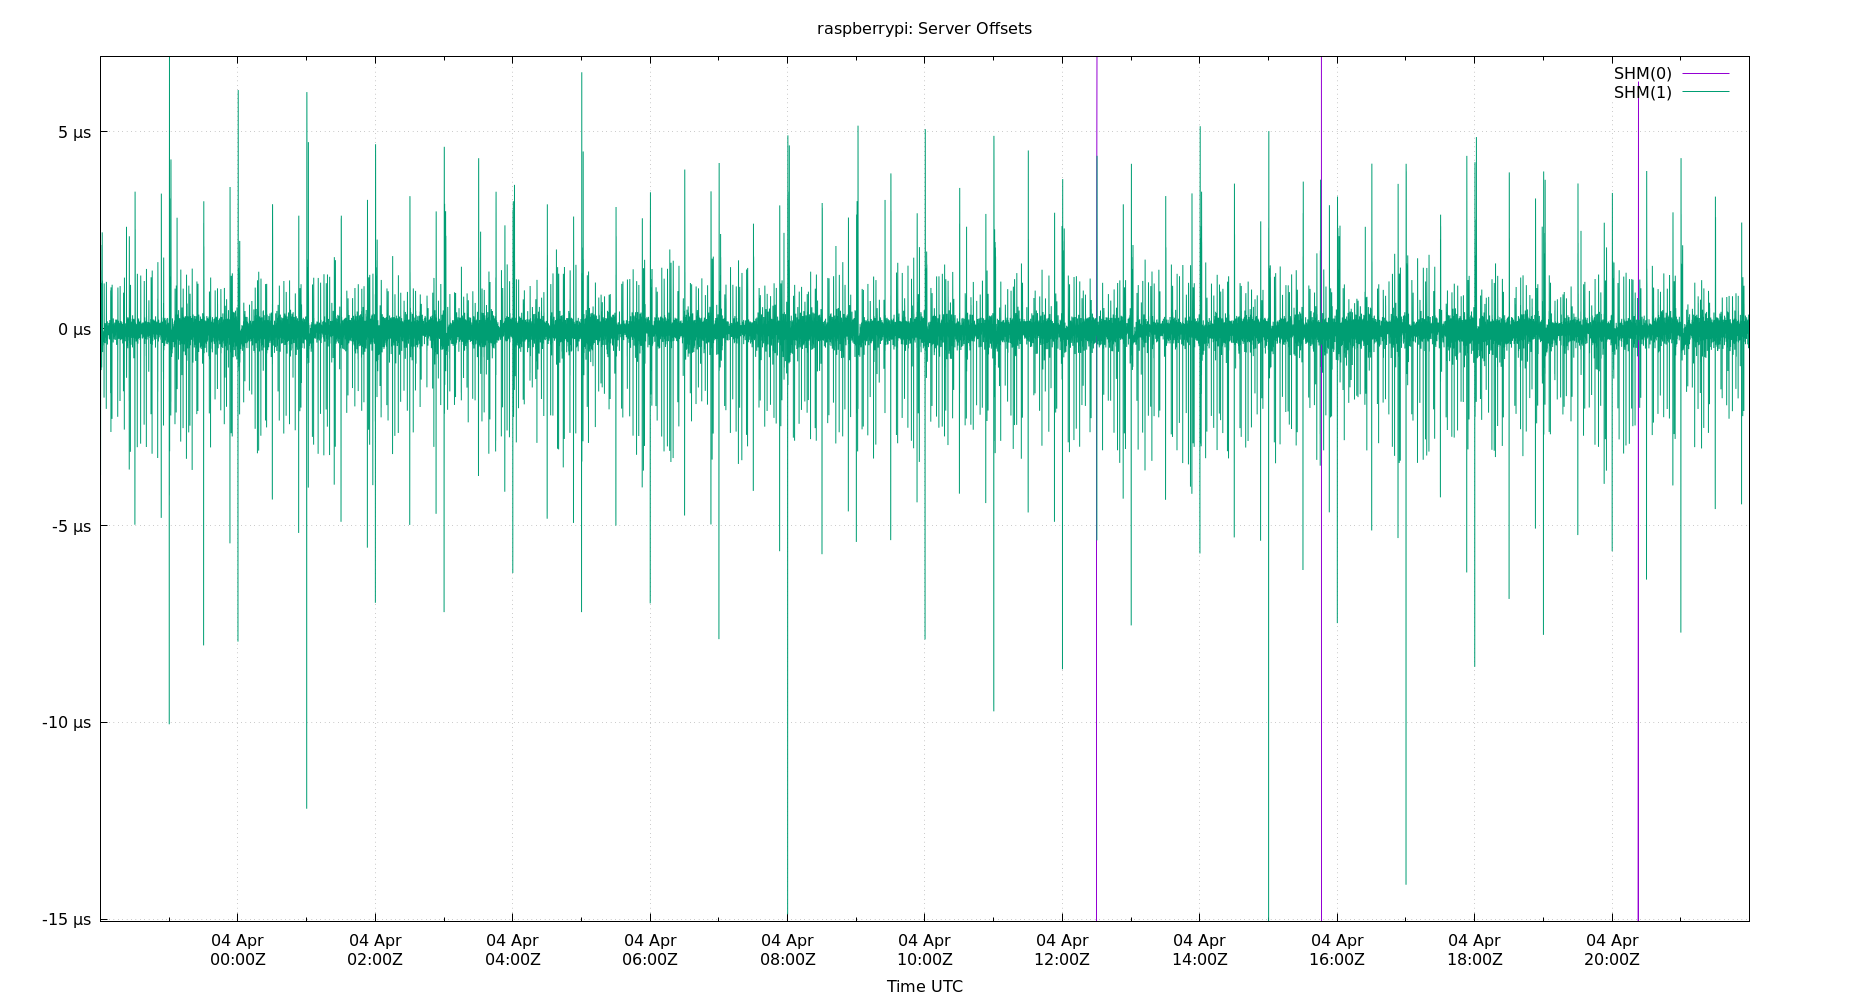 raspberrypi: Server Offsets
SHM(0)
SHM(1)
5 µs
0 µs
-5 µs
-10 µs
-15 µs
04 Apr 04 Apr 04 Apr 04 Apr 04 Apr 04 Apr 04 Apr 04 Apr 04 Apr 04 Apr 04 Apr
00:00Z 02:00Z 04:00Z 06:00Z 08:00Z 10:00Z 12:00Z 14:00Z 16:00Z 18:00Z 20:00Z
Time UTC